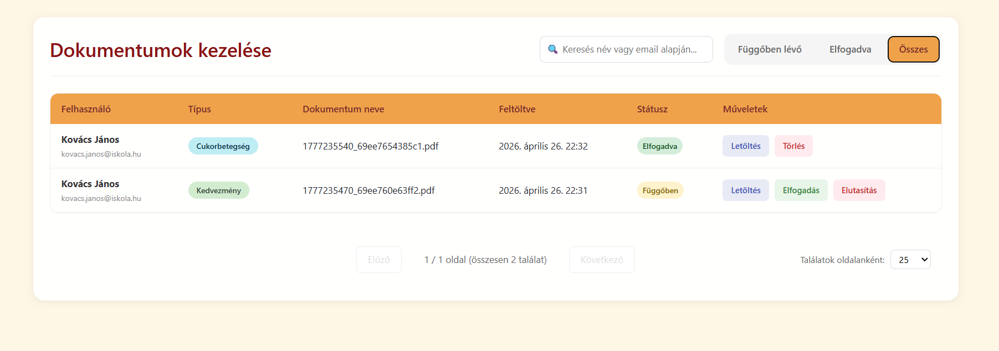 Dokumentumok kezelése
Keresés név vagy email alapján...
Függőben lévő
Elfogadva
Összes
Felhasználó Típus Dokumentum neve Feltöltve Státusz Műveletek
Kovács János
kovacs.janos@iskola.hu
Cukorbetegség 1777235540_69ee7654385c1.pdf 2026. április 26. 22:32 Elfogadva Letöltés Törlés
Kovács János
kovacs.janos@iskola.hu
Kedvezmény 1777235470_69ee760e63ff2.pdf 2026. április 26. 22:31 Függőben Letöltés Elfogadás Elutasítás
Előző 1 / 1 oldal (összesen 2 találat) Következő Találatok oldalanként: 25